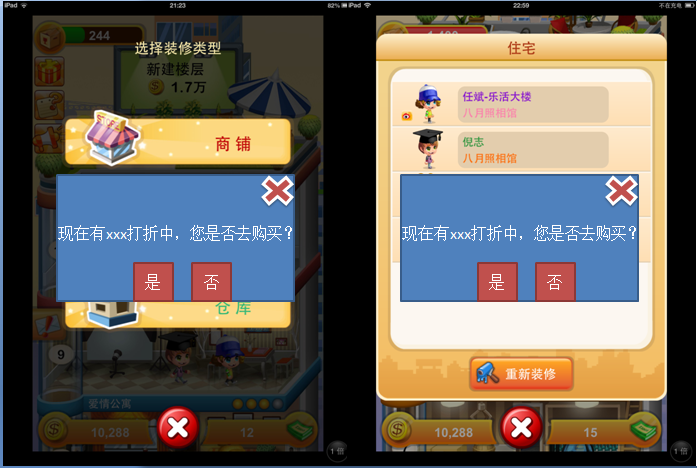 iPad
21:23
82%
244
选择装修类型
新建楼层
1.7万
商铺
现在有xxx打折中，您是否去购买？
是
否
仓库
9
爱情公寓
10,288
12
1 倍
iPad
22:59
不在充电
住宅
任斌-乐活大楼
八月照相馆
倪志
八月照相馆
现在有xxx打折中，您是否去购买？
是
否
重新装修
10,288
15
1 倍